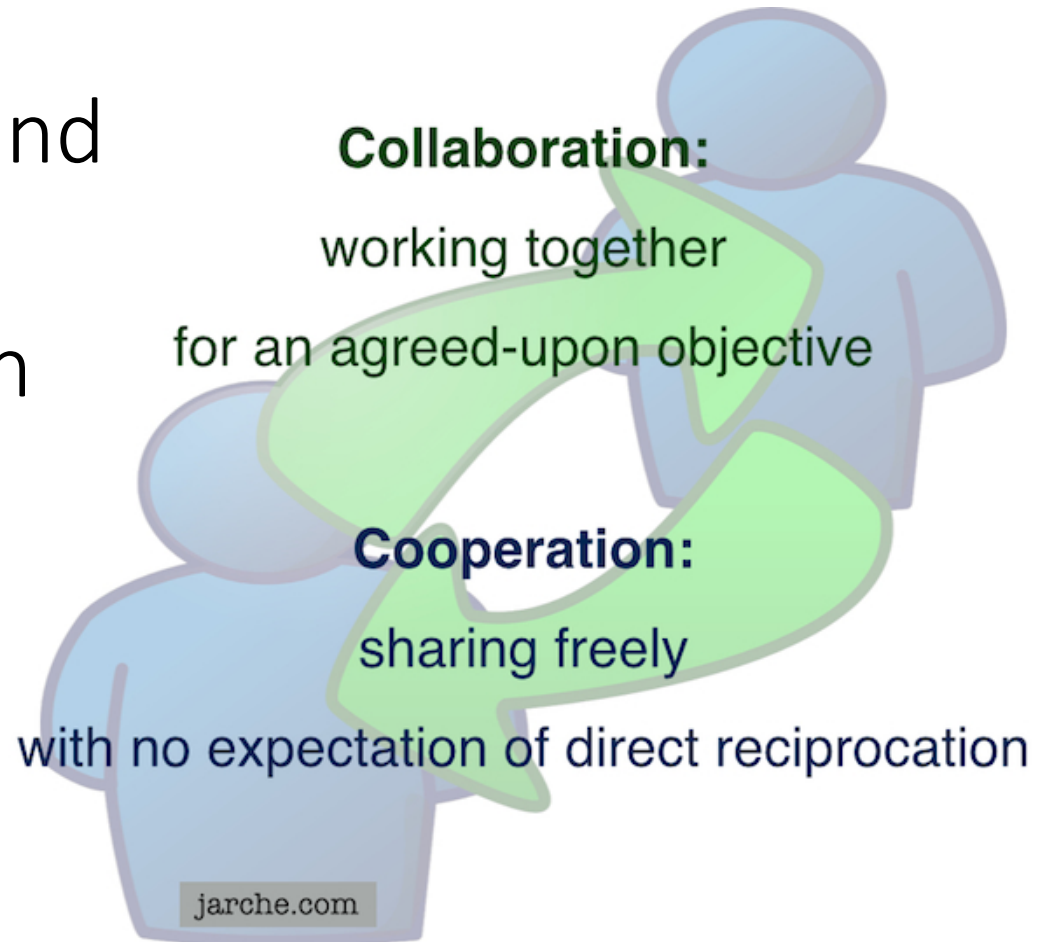 nd
Collaboration:
working together
n
for an agreed-upon objective
Cooperation:
sharing freely
with no expectation of direct reciprocation
jarche.com